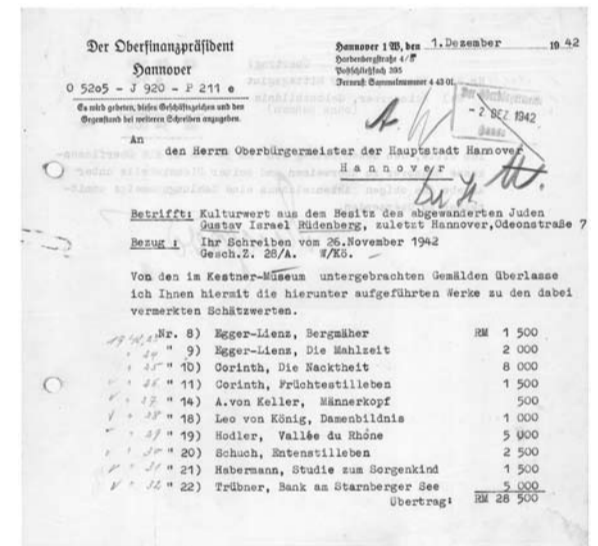 Der Oberfinanzpräsident
Hannover
O 5205 - J 920 - P 211 e
Es wird gebeten, dieses Geschäftszeichen und den
Gegenstand bei weiteren Schreiben anzugeben.
Hannover 1 W, den 1. Dezember 19 42
Hardenbergstraße 4/5
Postschließfach 395
Fernruf: Sammelnummer 4 43 01
- 2. DEZ 1942
An
den Herrn Oberbürgermeister der Hauptstadt Hannover
Hannover
Betrifft: Kulturwert aus dem Besitz des abgewanderten Juden
Gustav Israel Rüdenberg, zuletzt Hannover,Odeonstraße 7
Bezug : Ihr Schreiben vom 26.November 1942
Gesch.Z. 28/A. W/Kö.
Von den im Kestner-Museum untergebrachten Gemälden überlasse
ich Ihnen hiermit die hierunter aufgeführten Werke zu den dabei
vermerkten Schätzwerten.
Nr. 8) Egger-Lienz, Bergmäher RM 1 500
" 9) Egger-Lienz, Die Mahlzeit 2 000
" 10) Corinth, Die Nacktheit 8 000
" 11) Corinth, Früchtestilleben 1 500
" 14) A.von Keller, Männerkopf 500
" 18) Leo von König, Damenbildnis 1 000
" 19) Hodler, Vallée du Rhône 5 000
" 20) Schuch, Entenstilleben 2 500
" 21) Habermann, Studie zum Sorgenkind 1 500
" 22) Trübner, Bank am Starnberger See 5 000
Übertrag: RM 28 500